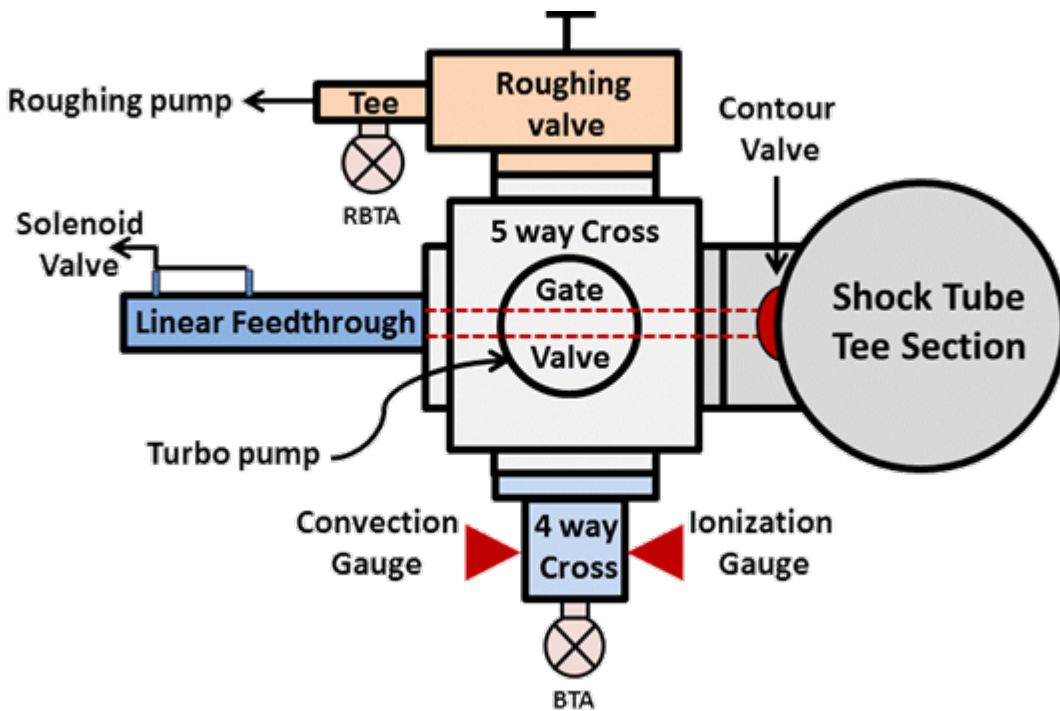 Roughing pump
Tee
Roughing
valve
Contour
Valve
RBTA
Solenoid
Valve
5 way Cross
Gate
Valve
Linear Feedthrough
Shock Tube
Tee Section
Turbo pump
Convection
Gauge
4 way
Cross
Ionization
Gauge
BTA